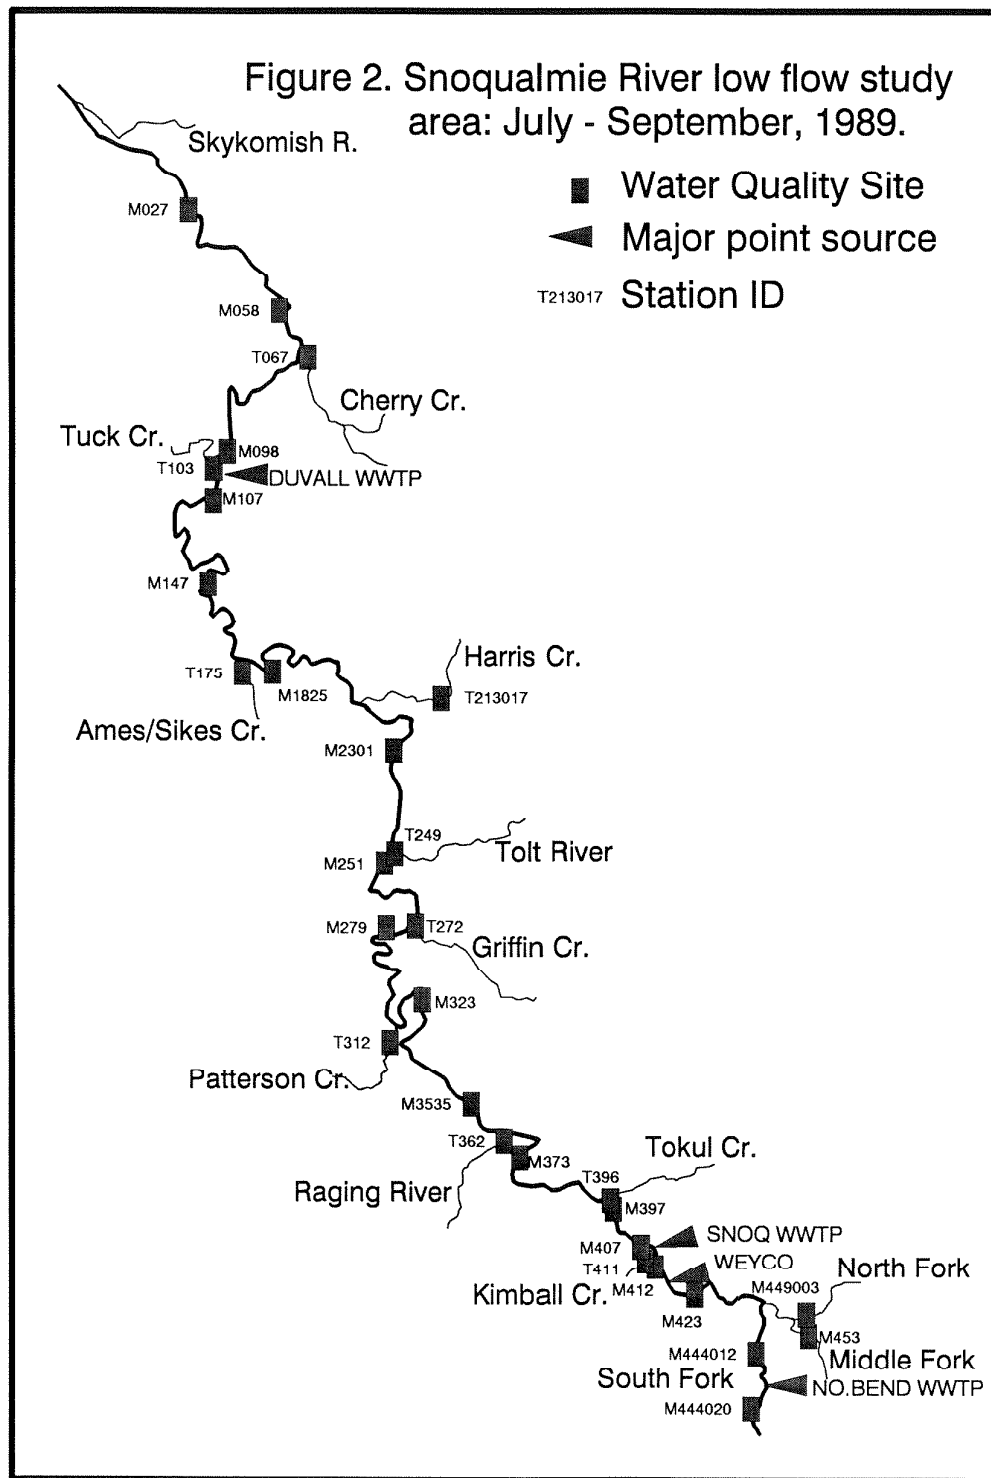 Figure 2. Snoqualmie River low flow study
area: July - September, 1989.
Skykomish R.
Water Quality Site
Major point source
T213017 Station ID
M027
M058
T067
Cherry Cr.
Tuck Cr.
M098
T103
DUVALL WWTP
M107
M147
Harris Cr.
T175
M1825
T213017
Ames/Sikes Cr.
M2301
T249
M251
Tolt River
M279
T272
Griffin Cr.
M323
T312
Patterson Cr.
M3535
T362
M373
Tokul Cr.
Raging River
T396
M397
M407
SNOQ WWTP
T411
WEYCO
North Fork
Kimball Cr.
M412
M449003
M423
M453
M444012
Middle Fork
South Fork
NO.BEND WWTP
M444020